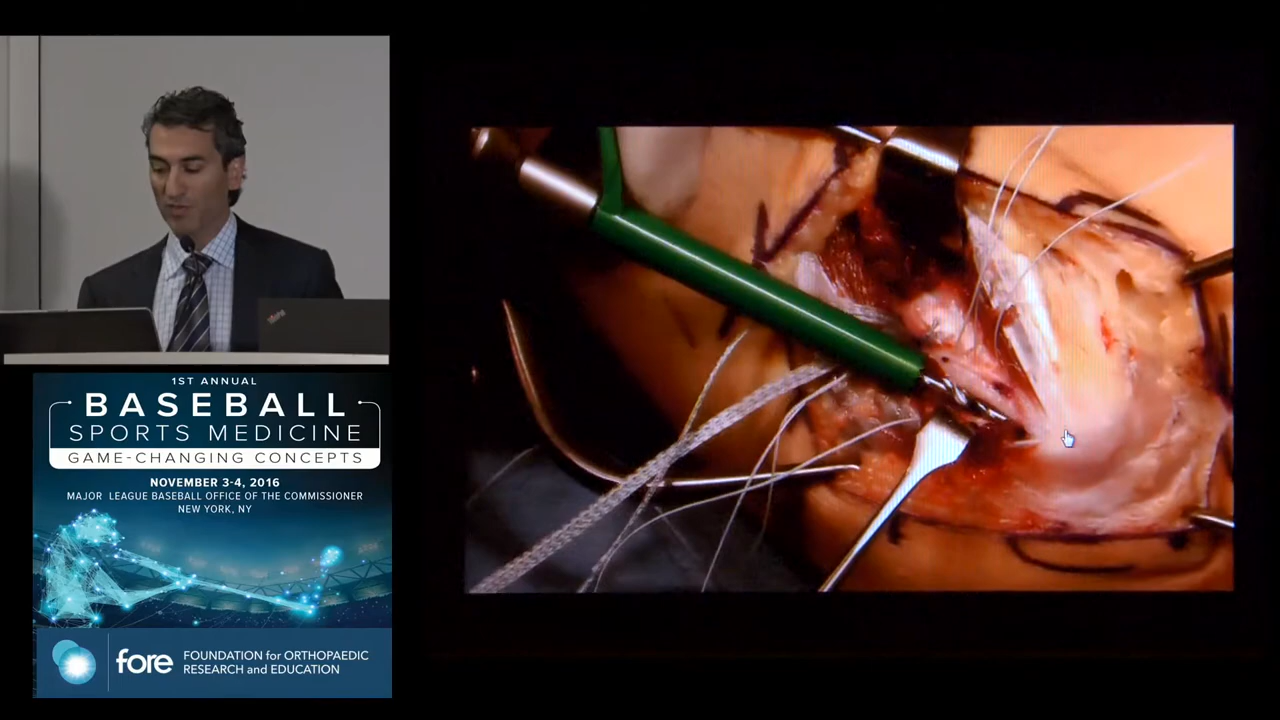 1ST ANNUAL
BASEBALL
SPORTS MEDICINE
GAME-CHANGING CONCEPTS
NOVEMBER 3-4, 2016
MAJOR LEAGUE BASEBALL OFFICE OF THE COMMISSIONER
NEW YORK, NY
fore
FOUNDATION for ORTHOPAEDIC
RESEARCH and EDUCATION